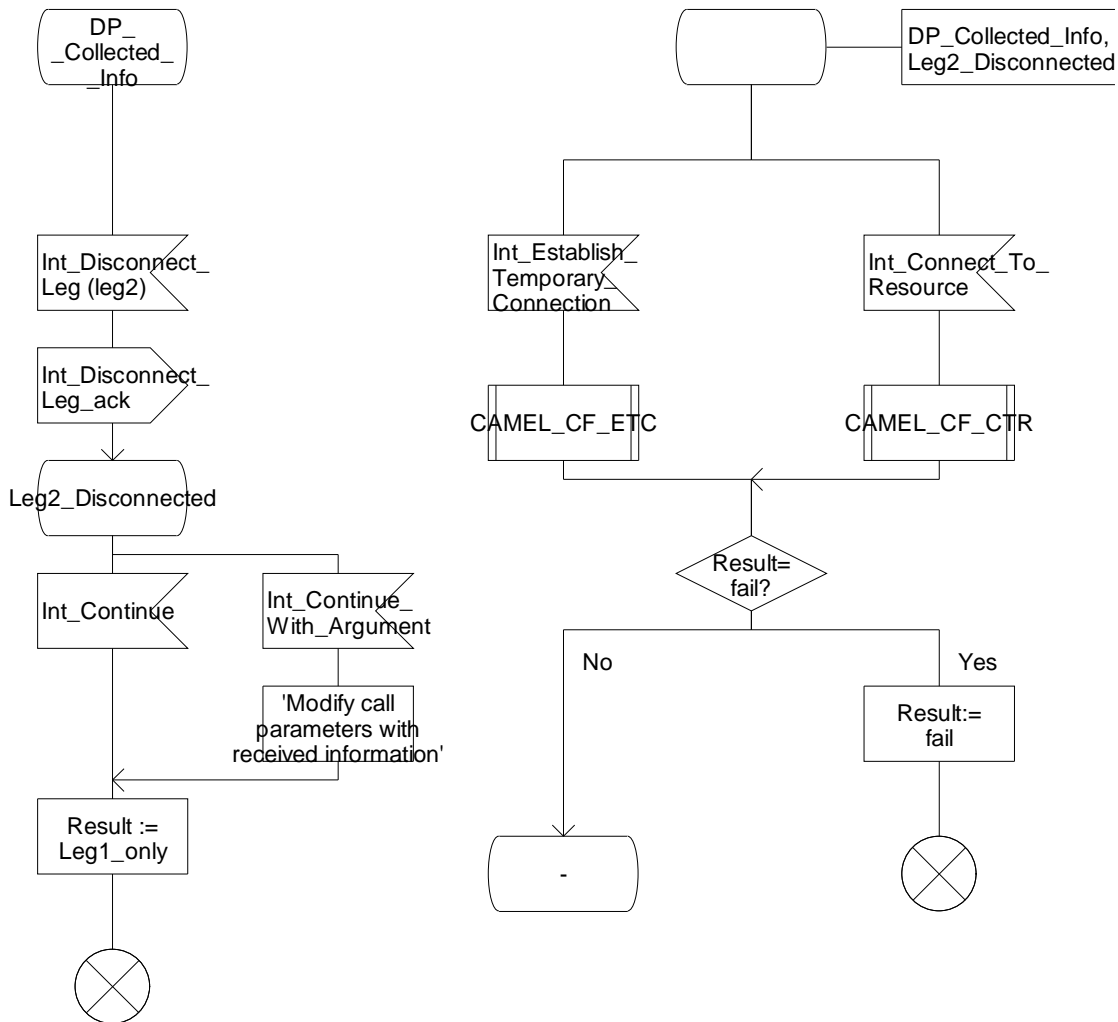 DP_
_Collected_
_Info
Int_Disconnect_
Leg (leg2)
Int_Disconnect_
Leg_ack
Leg2_Disconnected
Int_Continue
Int_Continue_
With_Argument
'Modify call
parameters with
received information'
Result :=
Leg1_only
DP_Collected_Info,
Leg2_Disconnected
Int_Establish_
Temporary_
Connection
Int_Connect_To_
Resource
CAMEL_CF_ETC
CAMEL_CF_CTR
Result=
fail?
No
Yes
Result:=
fail
-